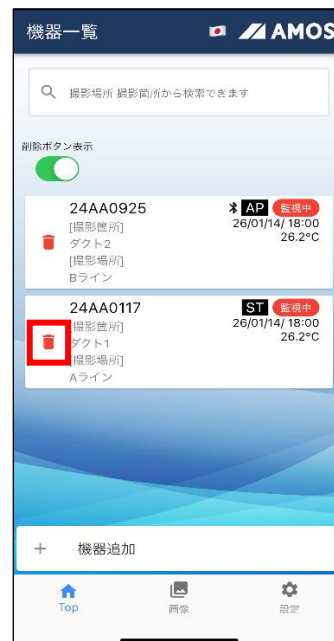 機器一覧
AMOS
撮影場所 撮影箇所から検索できます
削除ボタン表示
24AA0925
AP 監視中
[撮影箇所]
26/01/14/ 18:00
ダクト2
26.2°C
[撮影場所]
Bライン
24AA0117
ST 監視中
[撮影箇所]
26/01/14/ 18:00
ダクト1
26.2°C
[撮影場所]
Aライン
+ 機器追加
Top
画像
設定